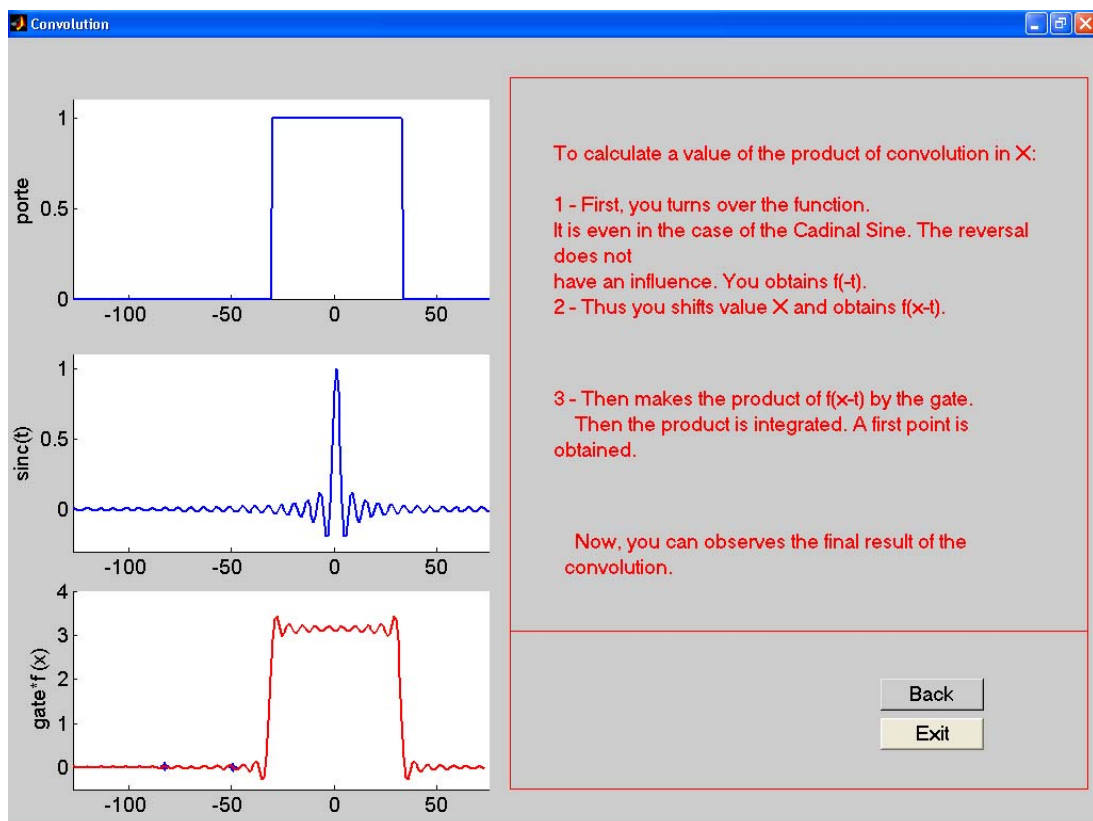 Convolution
1
0.5
0
porte
-100
-50
0
50
1
0.5
0
sinc(t)
-100
-50
0
50
4
3
2
1
0
gate*f (x)
-100
-50
0
50
To calculate a value of the product of convolution in X:
1 - First, you turns over the function.
It is even in the case of the Cadinal Sine. The reversal
does not
have an influence. You obtains f(-t).
2 - Thus you shifts value X and obtains f(x-t).
3 - Then makes the product of f(x-t) by the gate.
Then the product is integrated. A first point is
obtained.
Now, you can observes the final result of the
convolution.
Back
Exit